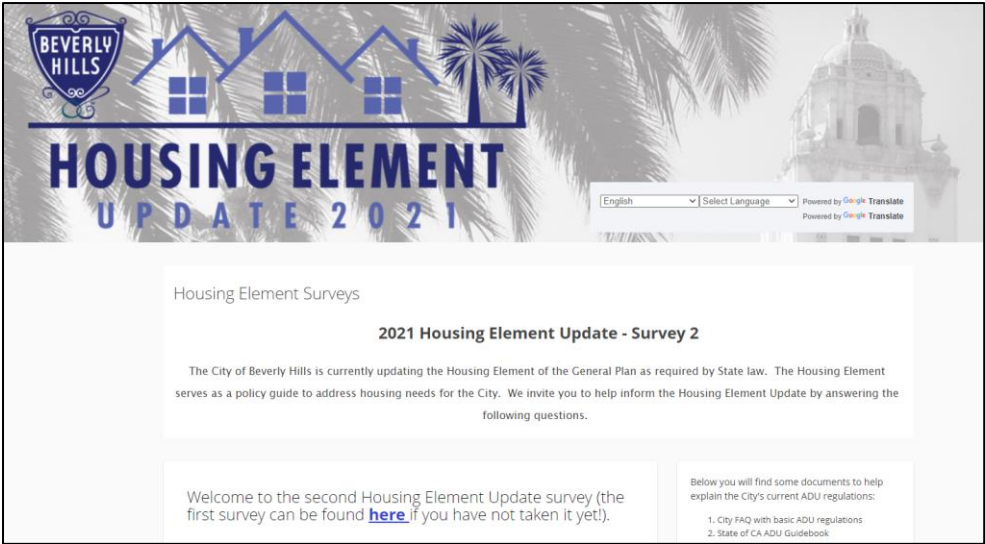 BEVERLY
HILLS
HOUSING ELEMENT
UPDATE 2021
English
Select Language
Powered by Google Translate
Powered by Google Translate
Housing Element Surveys
2021 Housing Element Update - Survey 2
The City of Beverly Hills is currently updating the Housing Element of the General Plan as required by State law. The Housing Element
serves as a policy guide to address housing needs for the City. We invite you to help inform the Housing Element Update by answering the
following questions.
Welcome to the second Housing Element Update survey (the
first survey can be found here if you have not taken it yet!).
Below you will find some documents to help
explain the City's current ADU regulations:
1. City FAQ with basic ADU regulations
2. State of CA ADU Guidebook